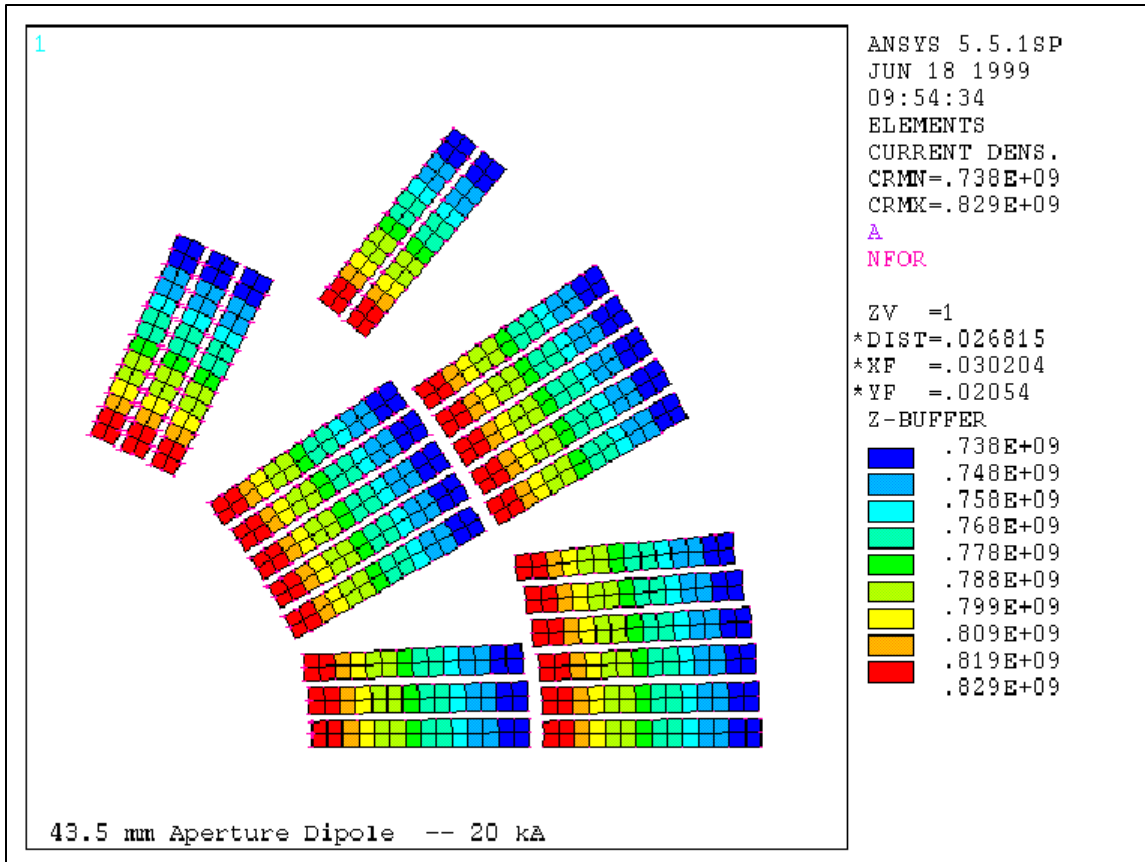 1
ANSYS 5.5.1SP
JUN 18 1999
09:54:34
ELEMENTS
CURRENT DENS.
CRMN=.738E+09
CRMX=.829E+09
A
NFOR
ZV =1
*DIST=.026815
*XF =.030204
*YF =.02054
Z-BUFFER
.738E+09
.748E+09
.758E+09
.768E+09
.778E+09
.788E+09
.799E+09
.809E+09
.819E+09
.829E+09
43.5 mm Aperture Dipole -- 20 kA